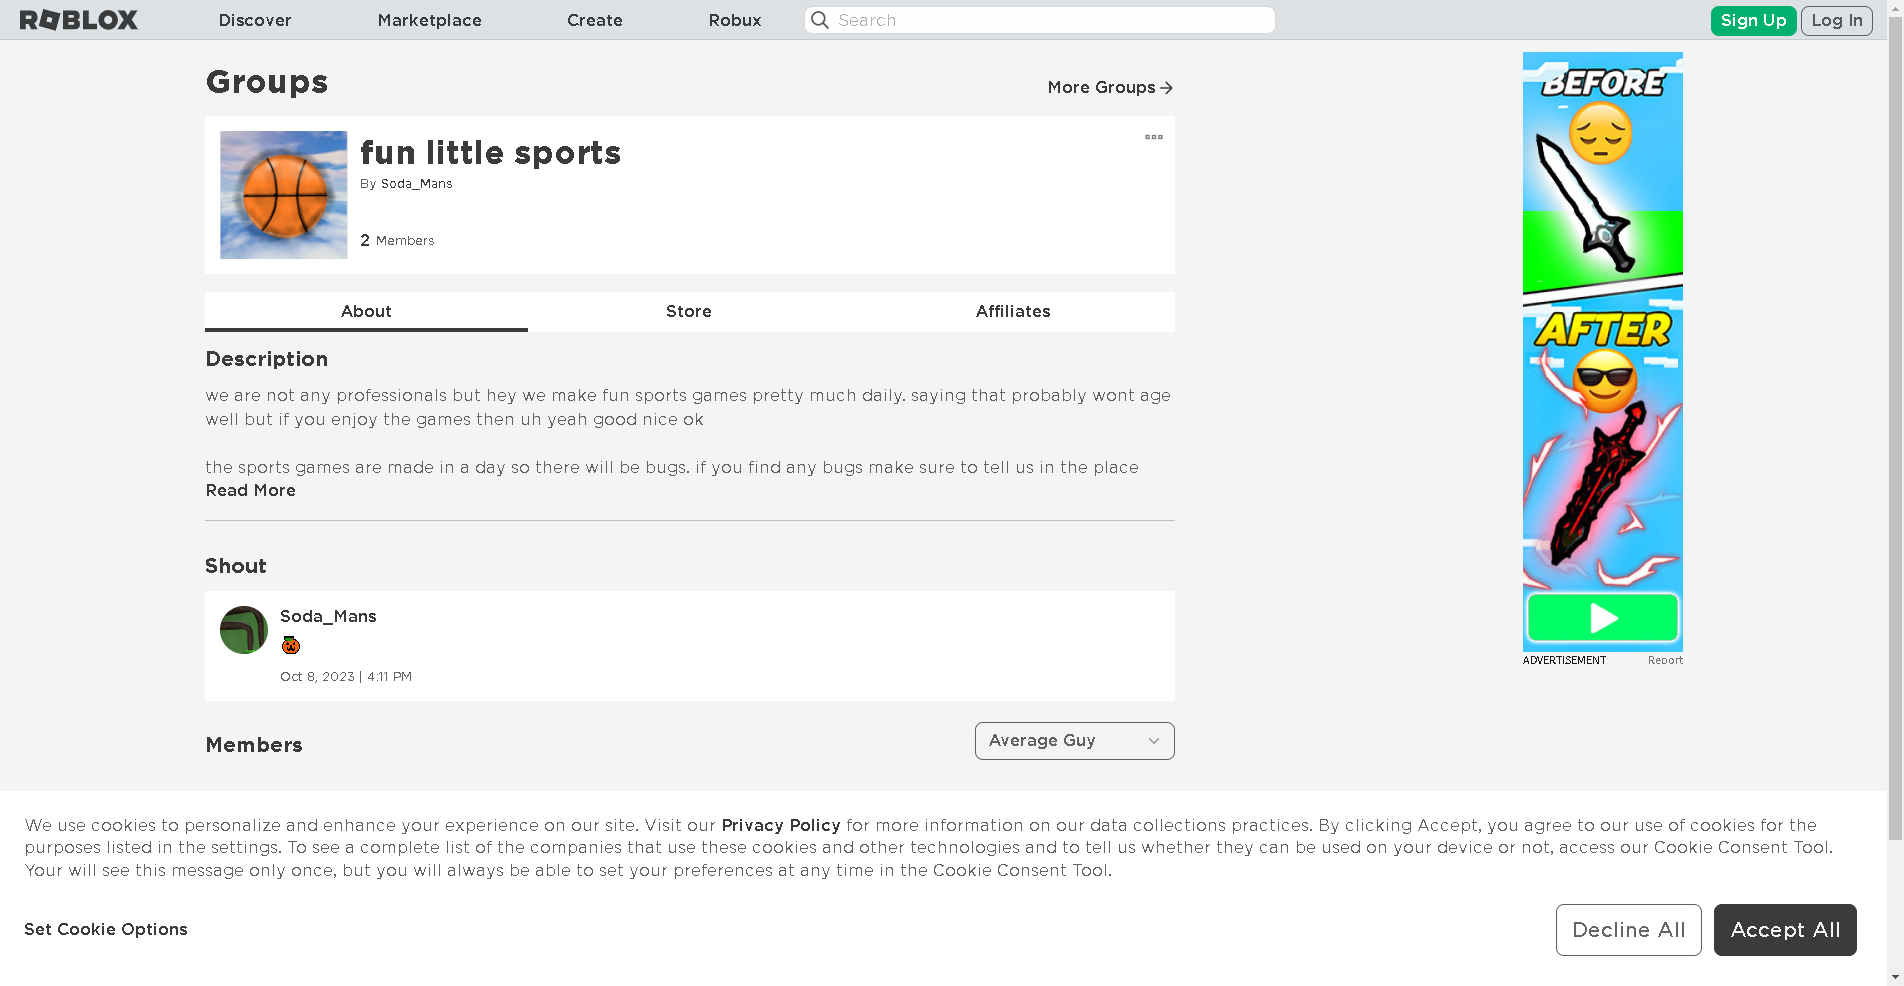 ROBLOX
Discover
Marketplace
Create
Robux
Search
Sign Up
Log In
Groups
More Groups
fun little sports
By Soda_Mans
2 Members
About
Store
Affiliates
Description
we are not any professionals but hey we make fun sports games pretty much daily. saying that probably wont age
well but if you enjoy the games then uh yeah good nice ok
the sports games are made in a day so there will be bugs. if you find any bugs make sure to tell us in the place
Read More
Shout
Soda_Mans
Oct 8, 2023 | 4:11 PM
Members
Average Guy
BEFORE
AFTER
ADVERTISEMENT
Report
We use cookies to personalize and enhance your experience on our site. Visit our Privacy Policy for more information on our data collections practices. By clicking Accept, you agree to our use of cookies for the
purposes listed in the settings. To see a complete list of the companies that use these cookies and other technologies and to tell us whether they can be used on your device or not, access our Cookie Consent Tool.
Your will see this message only once, but you will always be able to set your preferences at any time in the Cookie Consent Tool.
Set Cookie Options
Decline All
Accept All